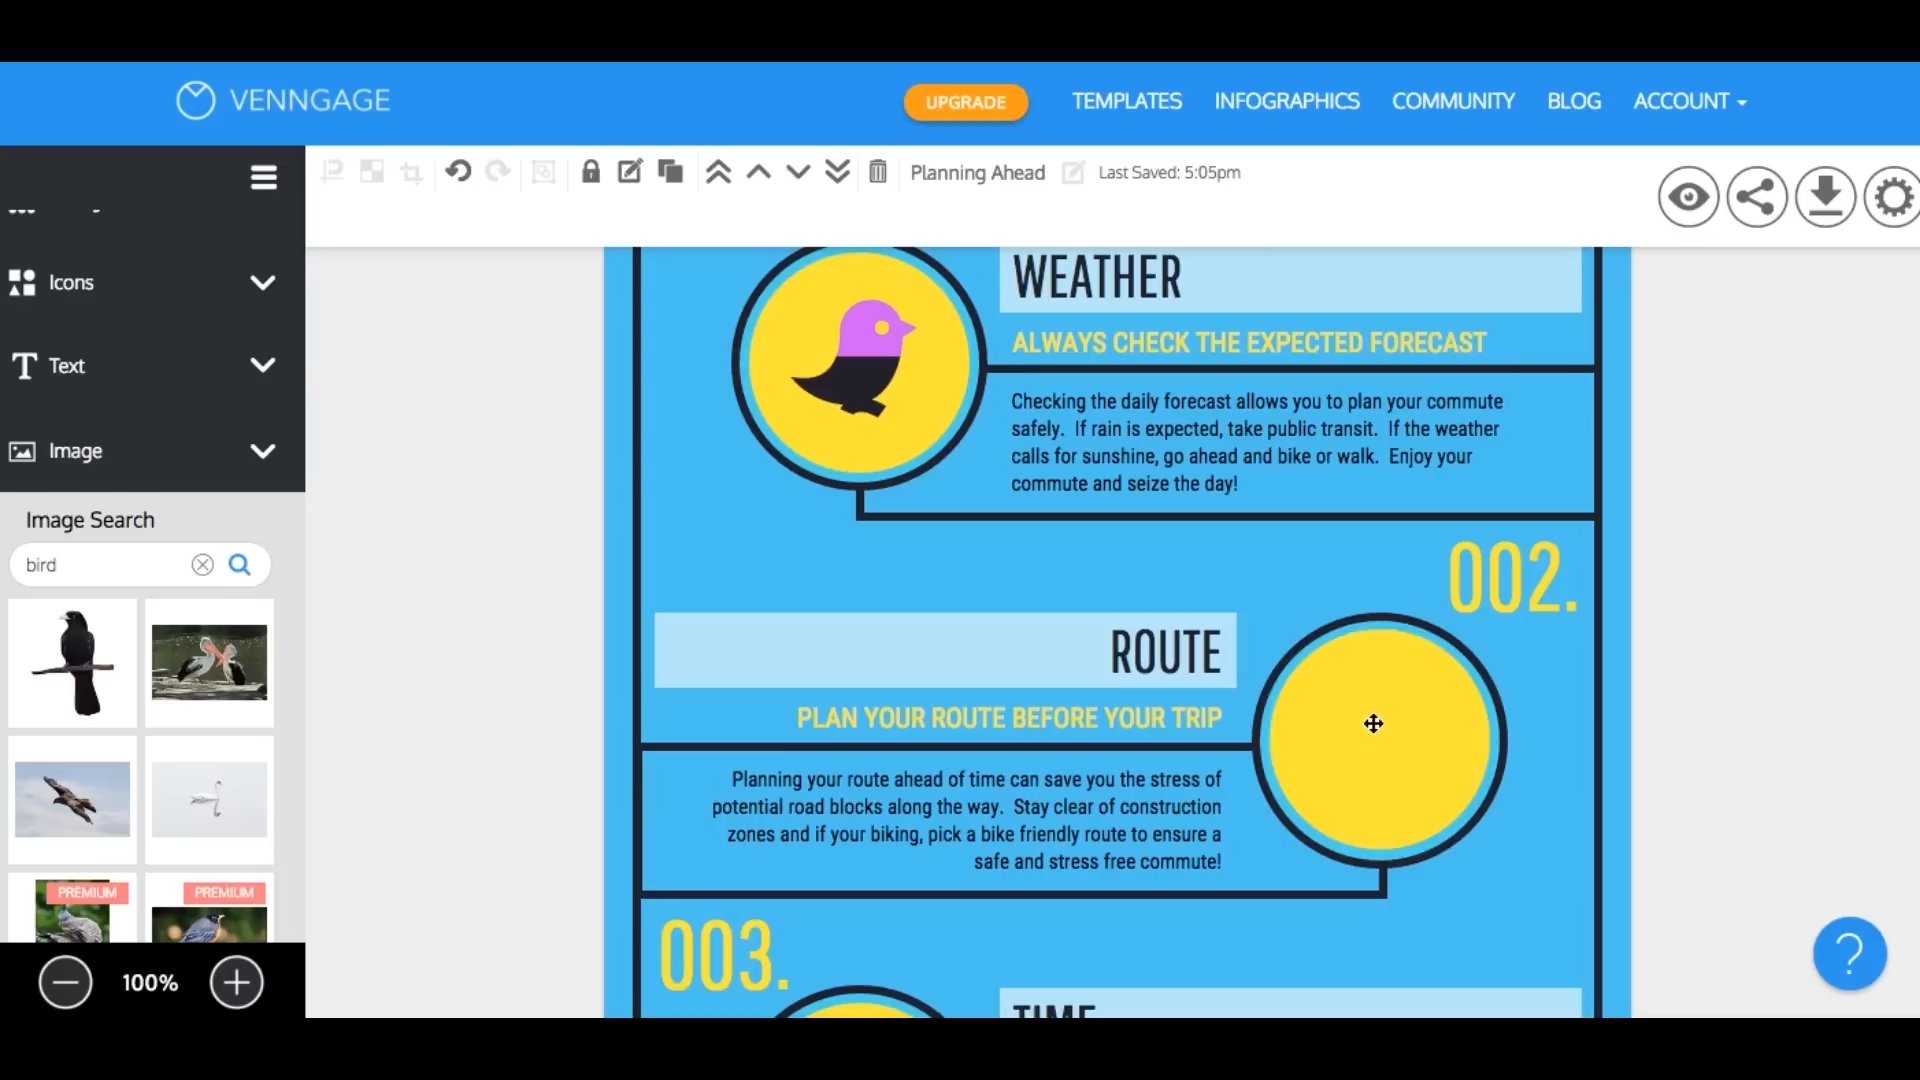 VENNGAGE
UPGRADE
TEMPLATES
INFOGRAPHICS
COMMUNITY
BLOG
ACCOUNT
Planning Ahead
Last Saved: 5:05pm
Icons
Text
Image
Image Search
bird
PREMIUM
PREMIUM
100%
WEATHER
ALWAYS CHECK THE EXPECTED FORECAST
Checking the daily forecast allows you to plan your commute
safely. If rain is expected, take public transit. If the weather
calls for sunshine, go ahead and bike or walk. Enjoy your
commute and seize the day!
002.
ROUTE
PLAN YOUR ROUTE BEFORE YOUR TRIP
Planning your route ahead of time can save you the stress of
potential road blocks along the way. Stay clear of construction
zones and if your biking, pick a bike friendly route to ensure a
safe and stress free commute!
003.
TIME
?